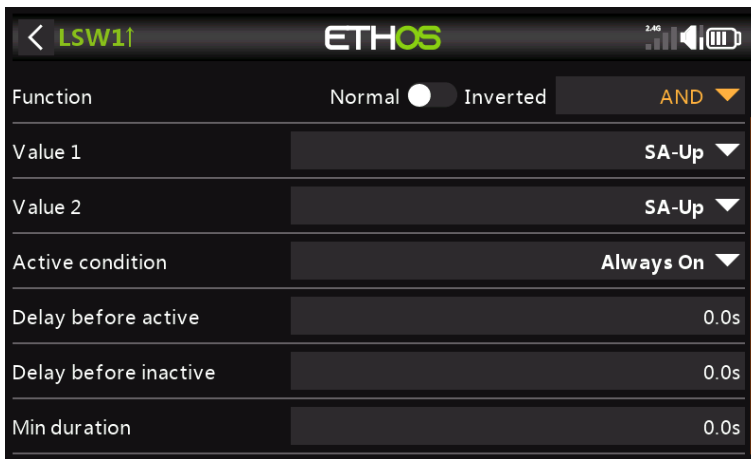 LSW1↑ ETHOS 2.4G
Function Normal Inverted AND
Value 1 SA-Up
Value 2 SA-Up
Active condition Always On
Delay before active 0.0s
Delay before inactive 0.0s
Min duration 0.0s